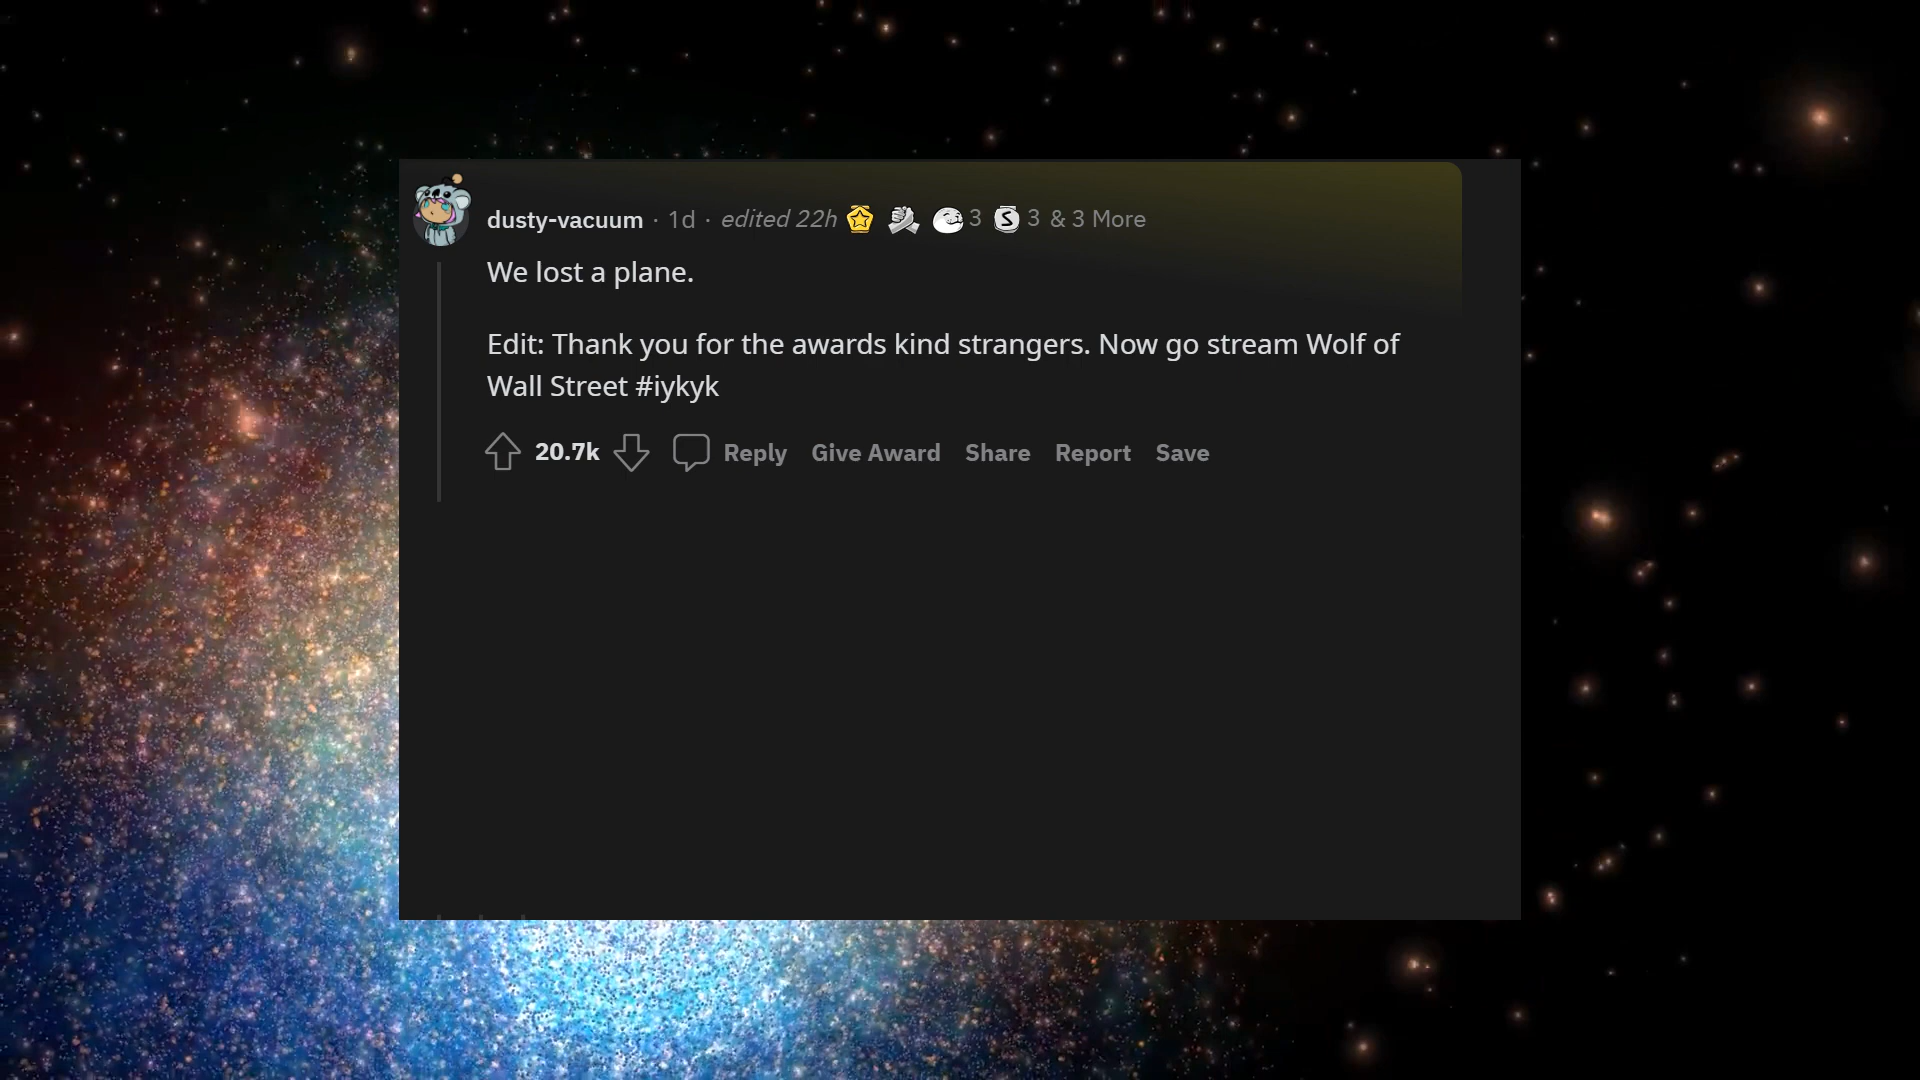 dusty-vacuum · 1d · edited 22h 3 S 3 & 3 More
We lost a plane.
Edit: Thank you for the awards kind strangers. Now go stream Wolf of
Wall Street #iykyk
20.7k Reply Give Award Share Report Save